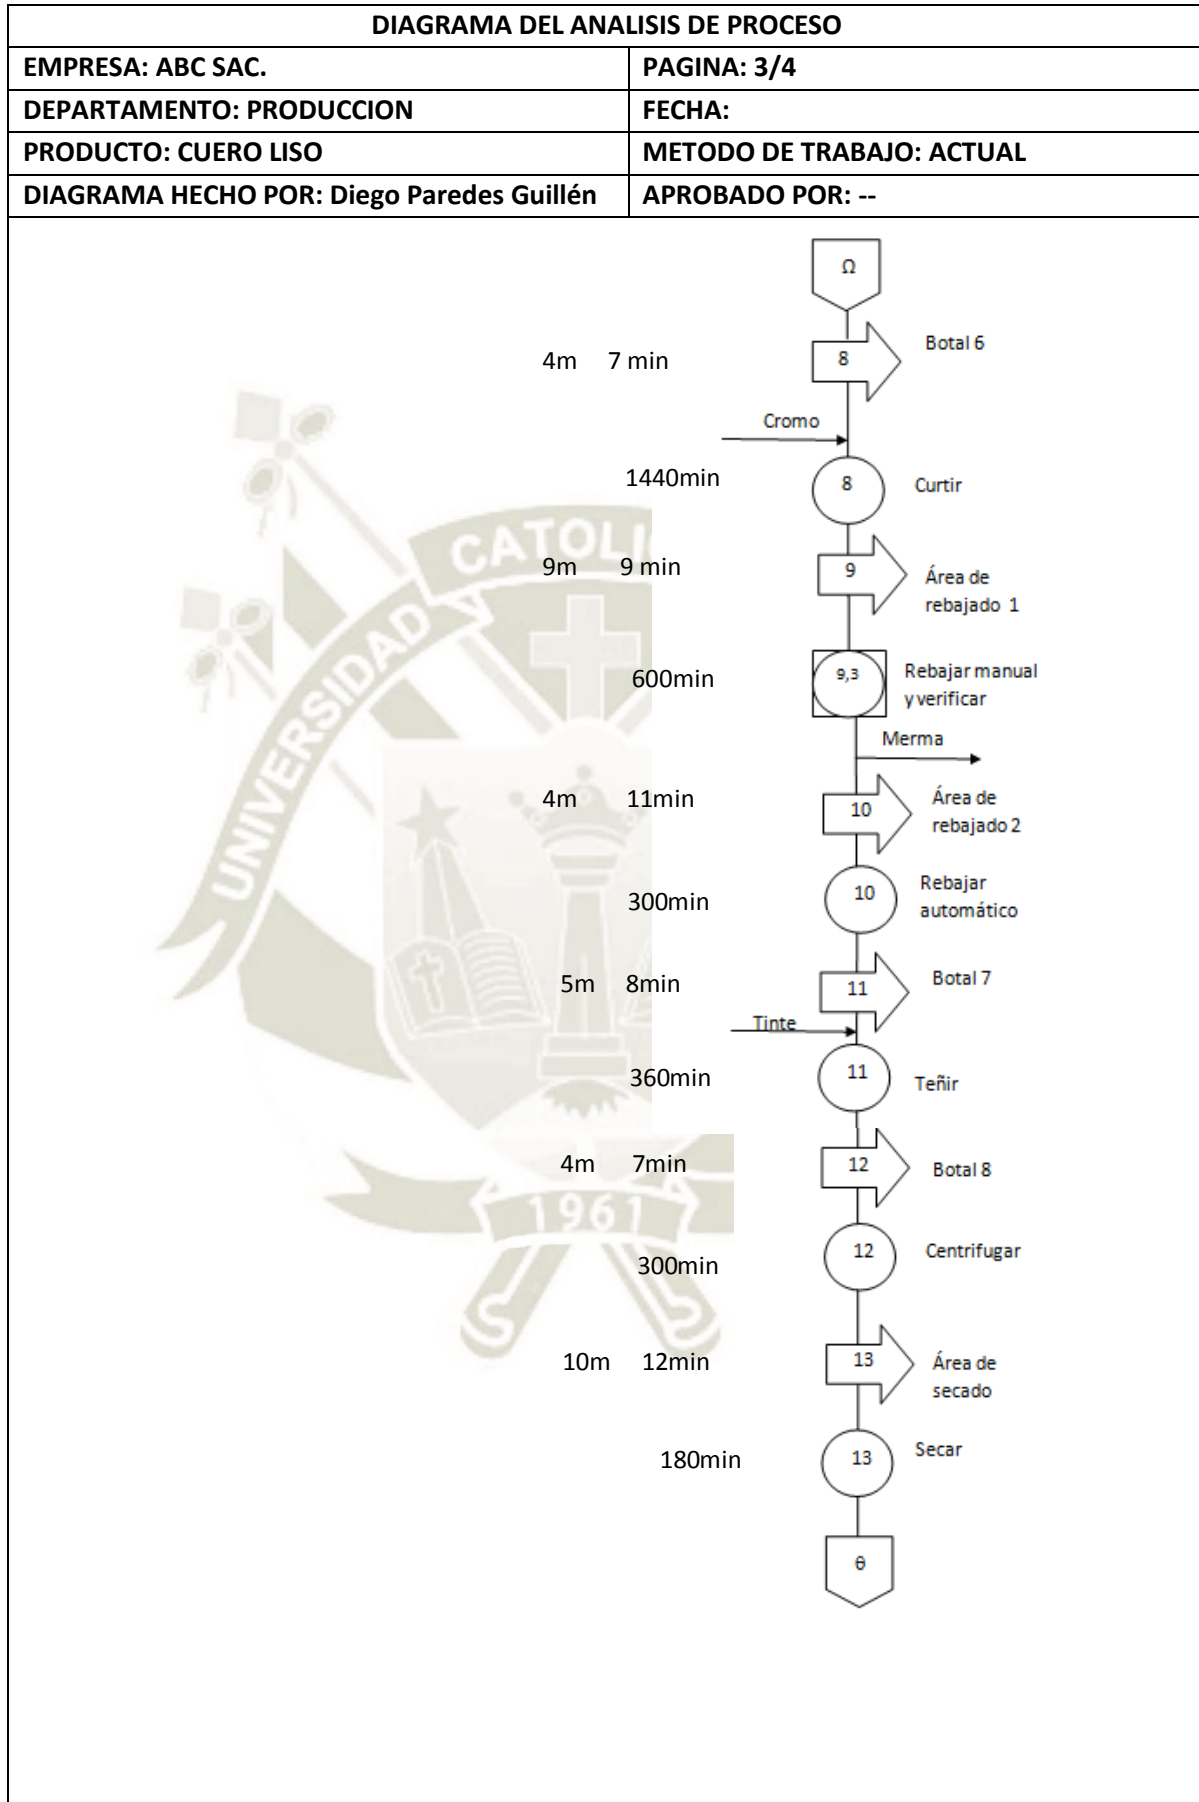 DIAGRAMA DEL ANALISIS DE PROCESO
EMPRESA: ABC SAC.
PAGINA: 3/4
DEPARTAMENTO: PRODUCCION
FECHA:
PRODUCTO: CUERO LISO
METODO DE TRABAJO: ACTUAL
DIAGRAMA HECHO POR: Diego Paredes Guillén
APROBADO POR: --
Ω
4m 7 min
8
Botal 6
Cromo
1440min
8
Curtir
9m 9 min
9
Área de
rebajado 1
600min
9,3
Rebajar manual
y verificar
Merma
4m 11min
10
Área de
rebajado 2
300min
10
Rebajar
automático
5m 8min
11
Botal 7
Tinte
360min
11
Teñir
4m 7min
12
Botal 8
300min
12
Centrifugar
10m 12min
13
Área de
secado
180min
13
Secar
θ
UNIVERSIDAD
1961